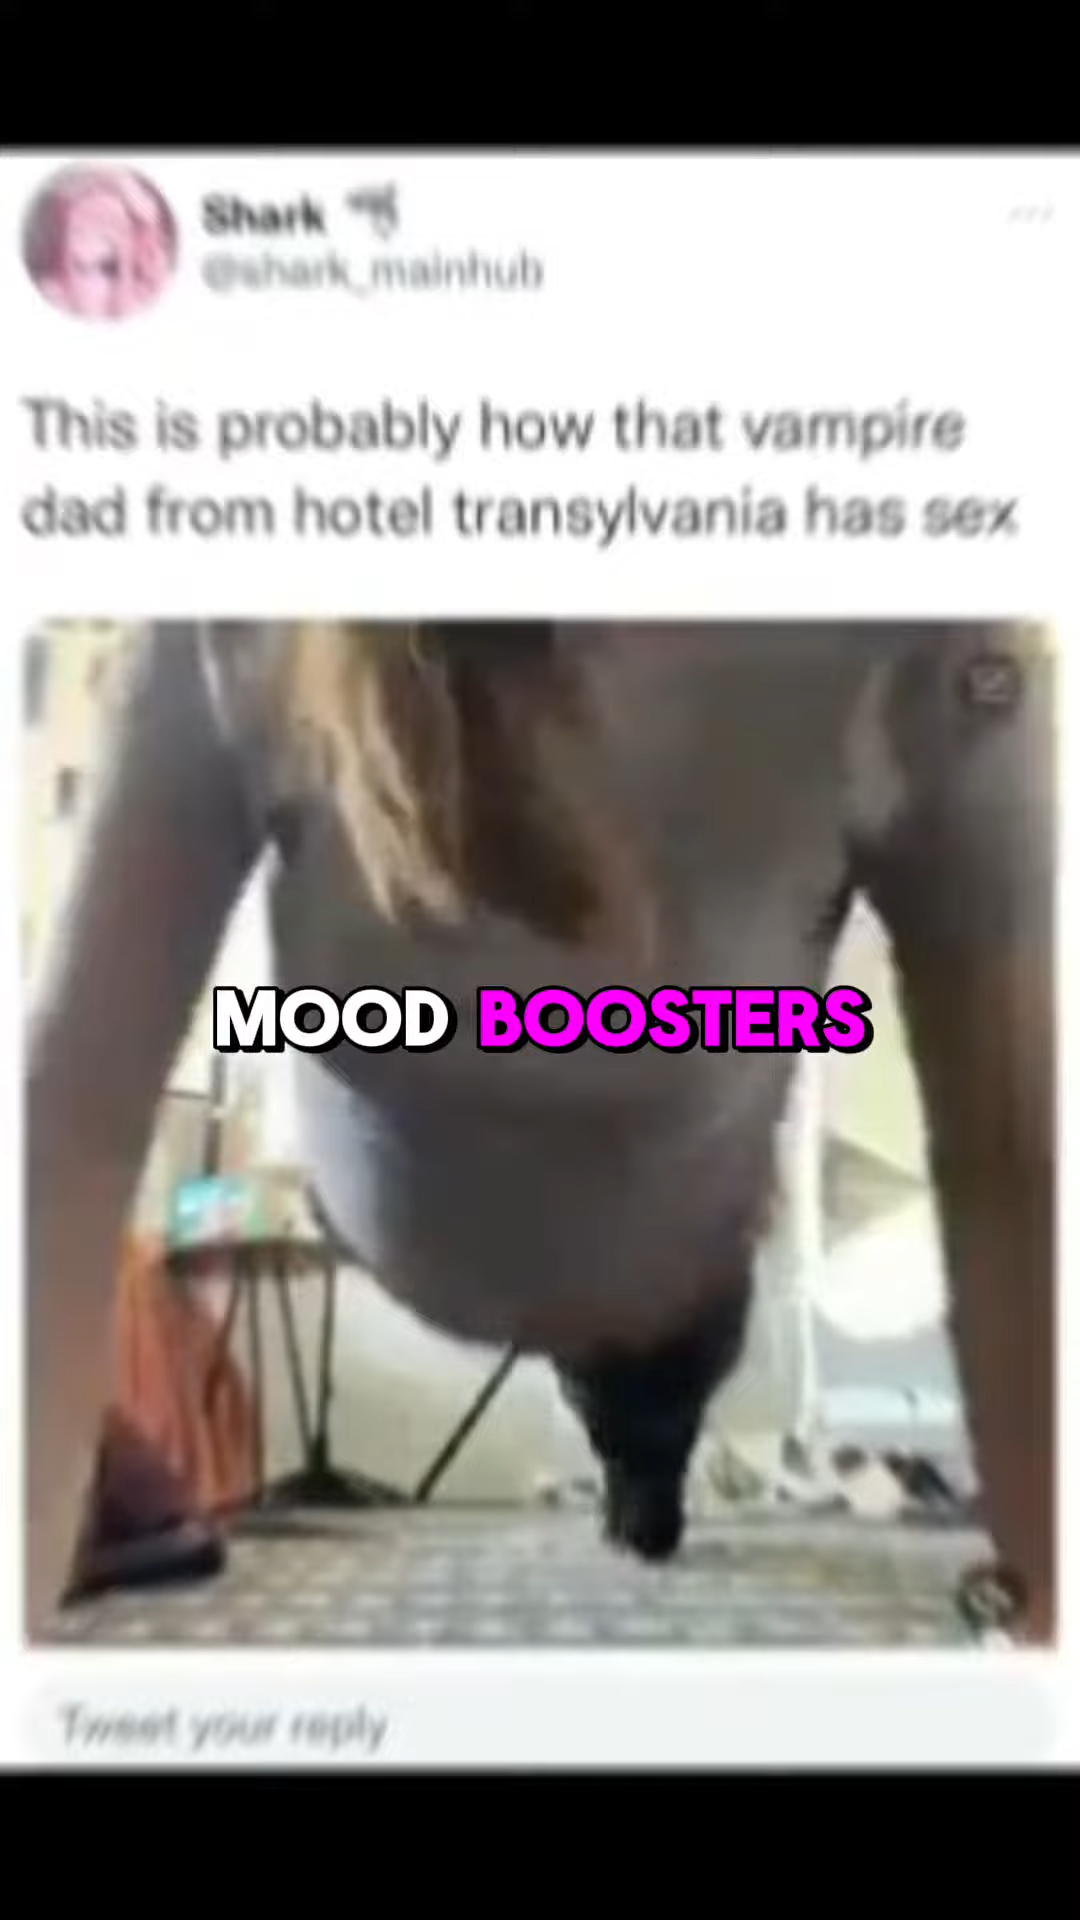 Shark
@shark_mainhub
This is probably how that vampire
dad from hotel transylvania has sex
MOOD BOOSTERS
Tweet your reply